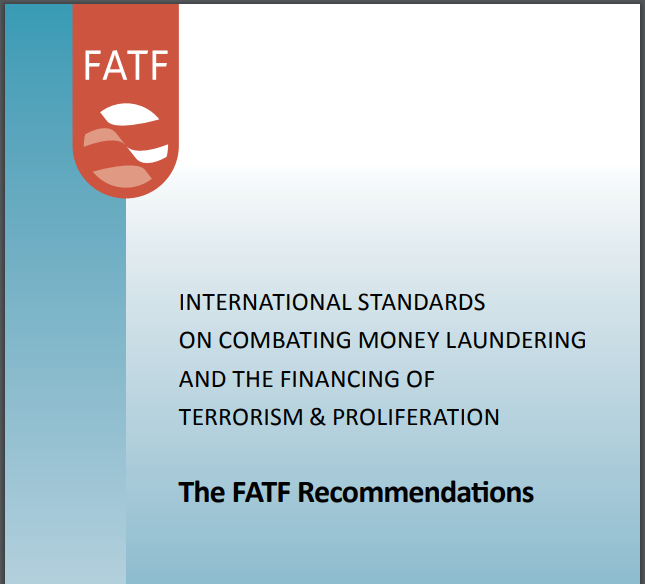 FATF
INTERNATIONAL STANDARDS
ON COMBATING MONEY LAUNDERING
AND THE FINANCING OF
TERRORISM & PROLIFERATION
The FATF Recommendations